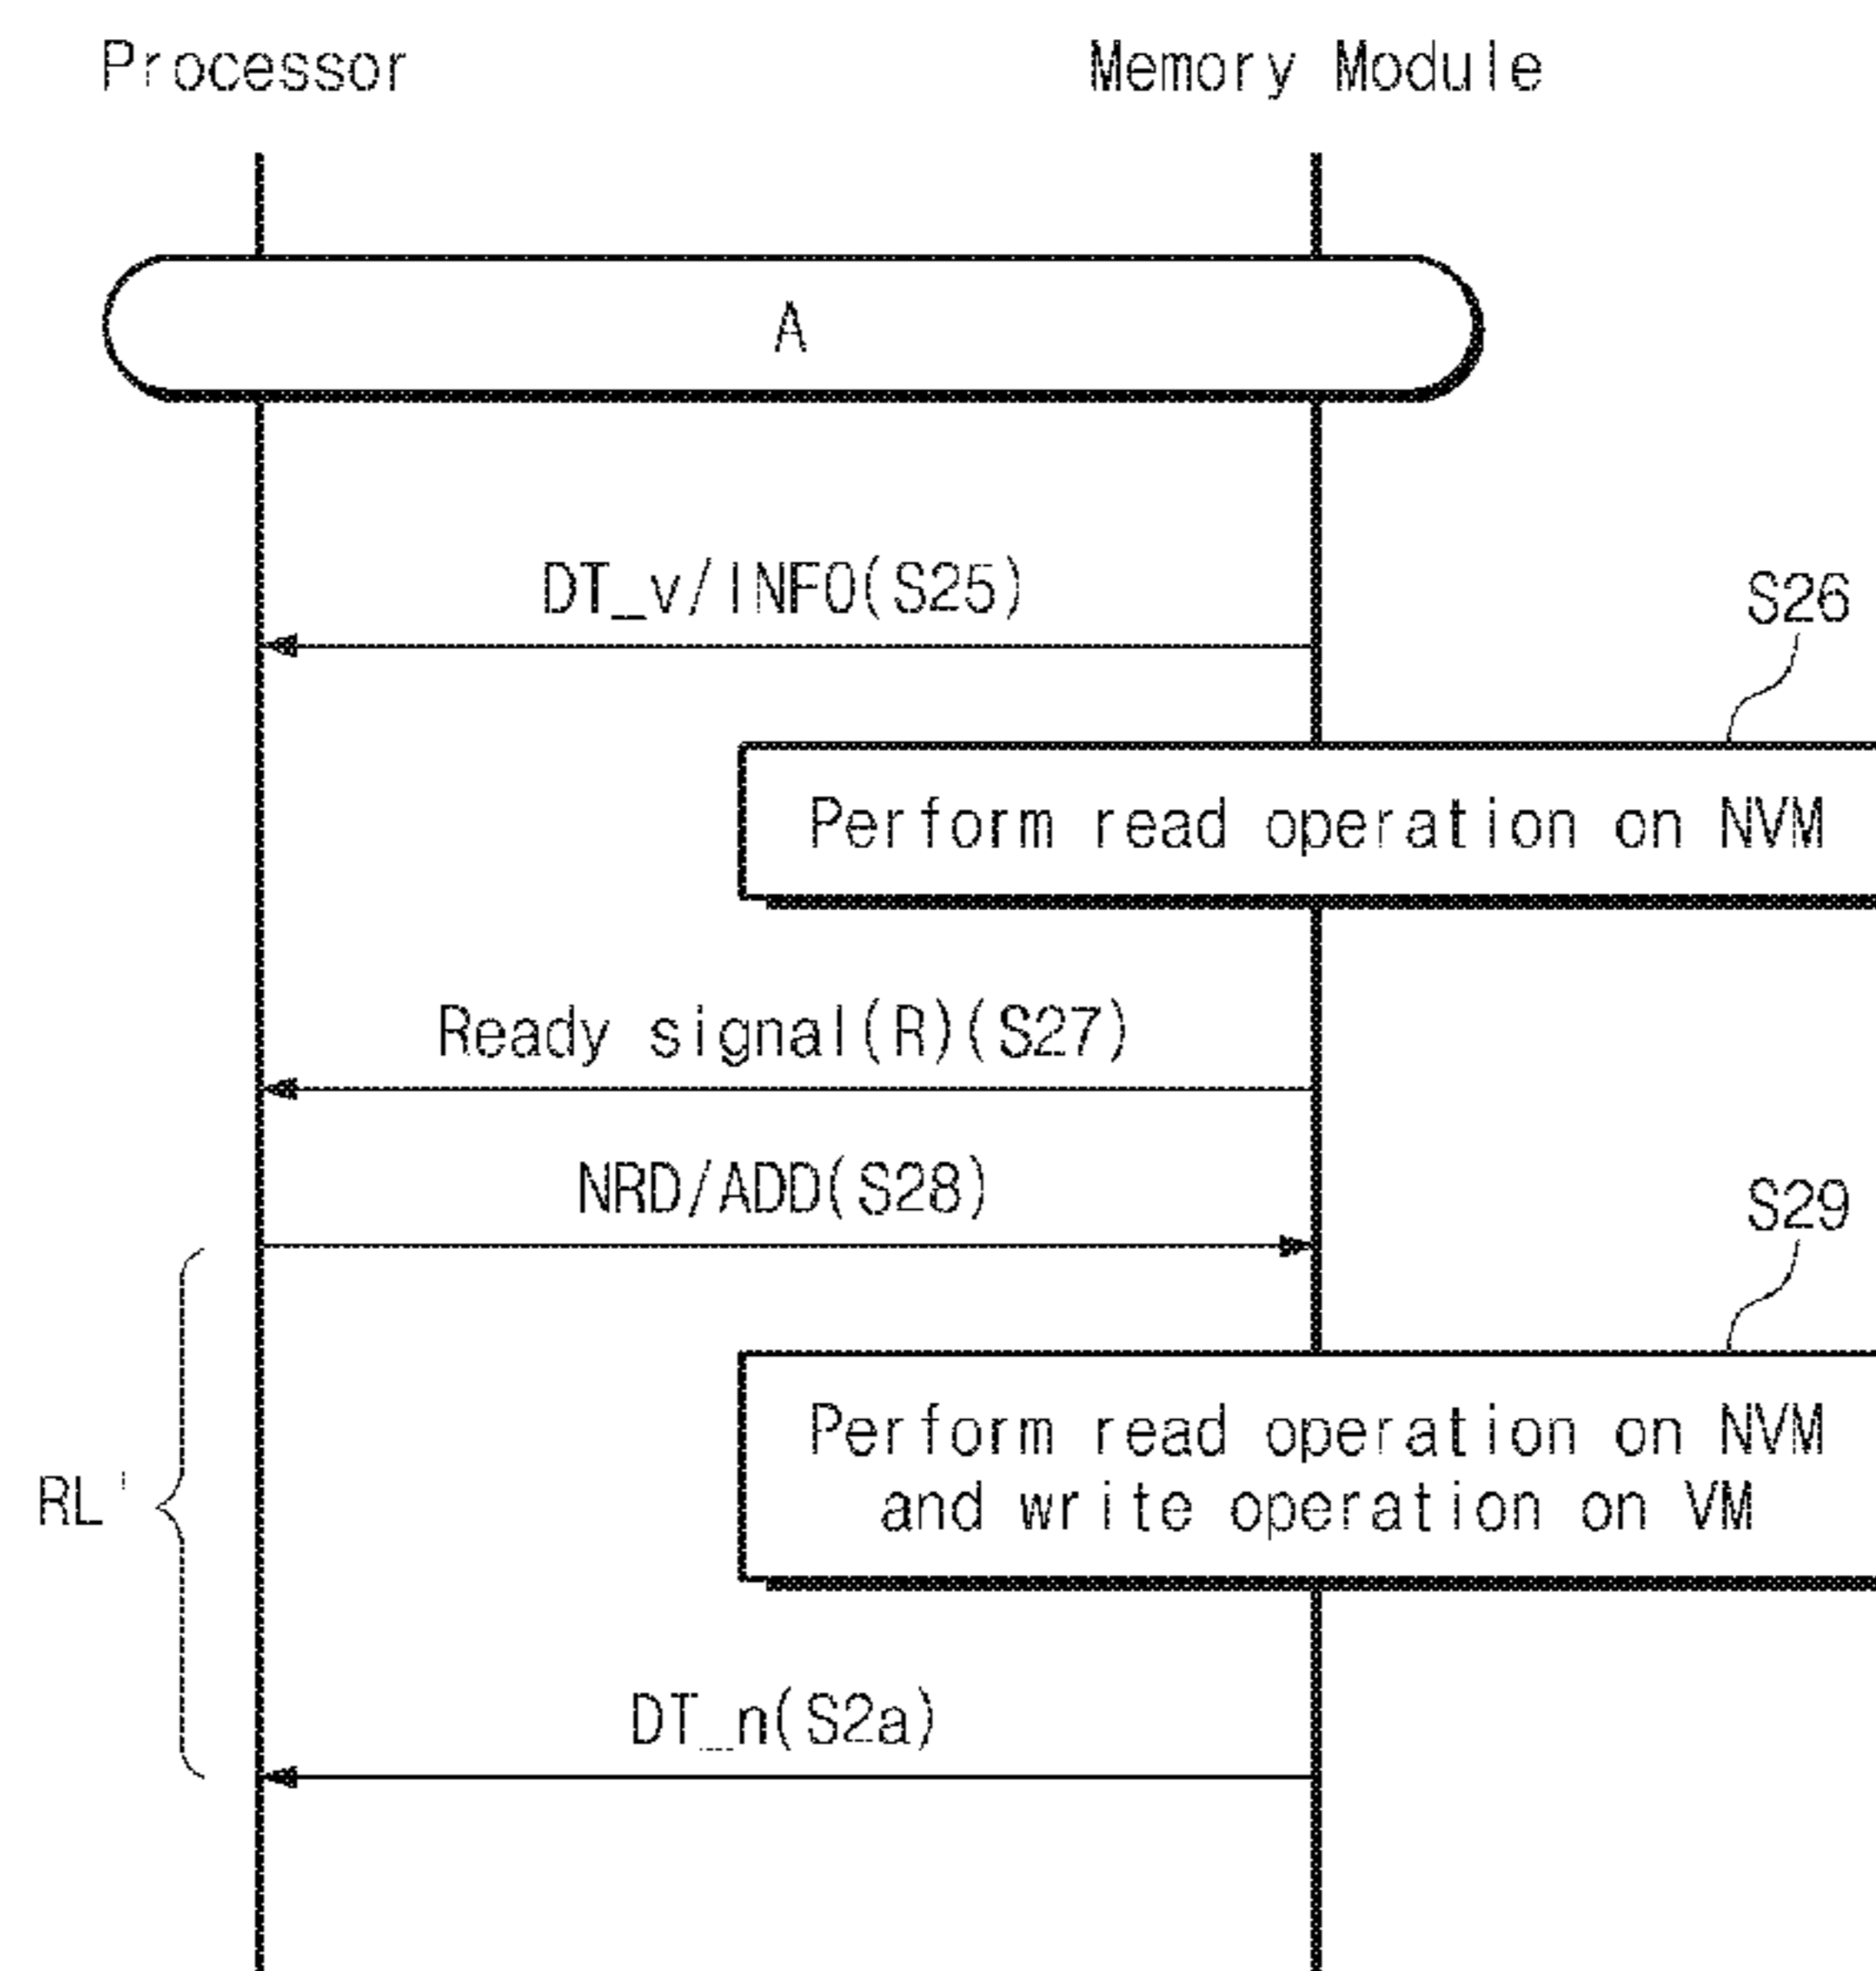 Processor
Memory Module
A
DT_v/INFO(S25)
S26
Perform read operation on NVM
Ready signal(R)(S27)
NRD/ADD(S28)
S29
Perform read operation on NVM
and write operation on VM
RL'
DT_n(S2a)